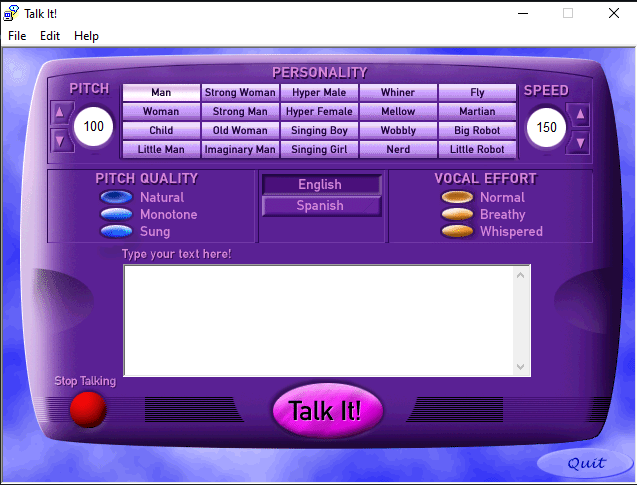 Talk It!
File Edit Help
PERSONALITY
PITCH
SPEED
Man Strong Woman Hyper Male Whiner Fly
Woman Strong Man Hyper Female Mellow Martian
100
150
Child Old Woman Singing Boy Wobbly Big Robot
Little Man Imaginary Man Singing Girl Nerd Little Robot
PITCH QUALITY
Natural
Monotone
Sung
English
Spanish
VOCAL EFFORT
Normal
Breathy
Whispered
Type your text here!
Stop Talking
Talk It!
Quit